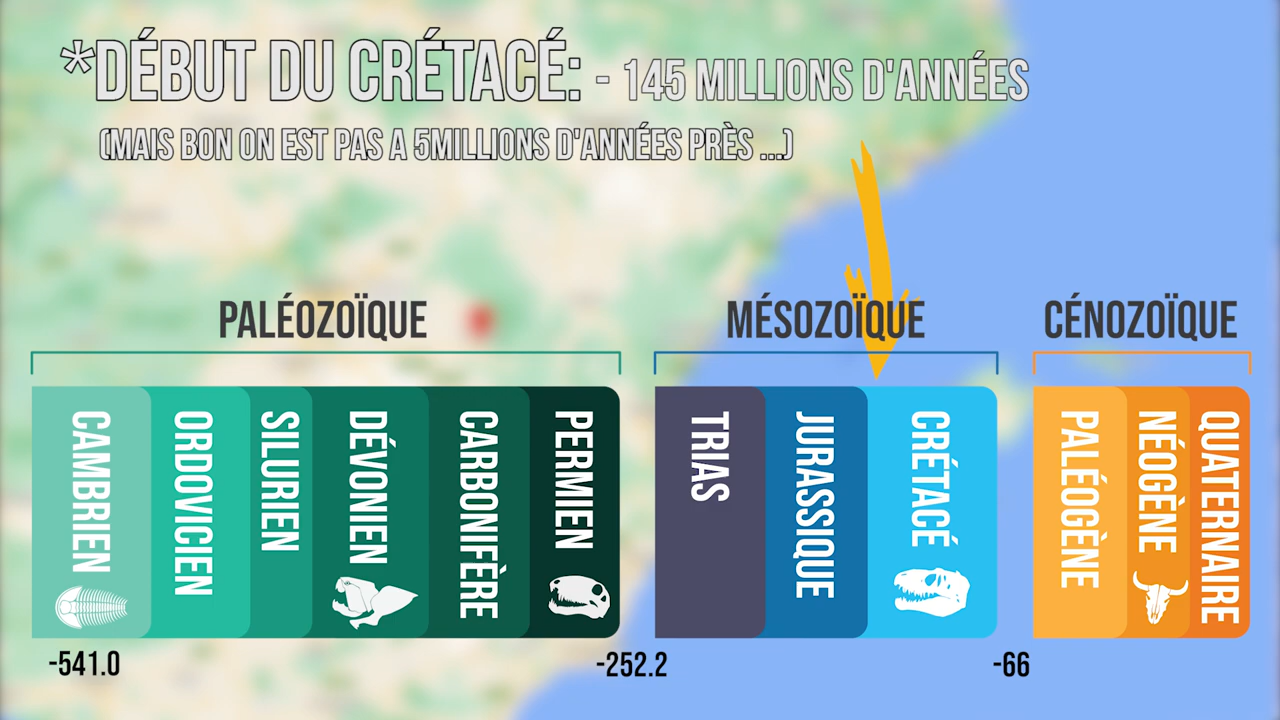 *DÉBUT DU CRÉTACÉ: - 145 MILLIONS D'ANNÉES
(MAIS BON ON EST PAS A 5MILLIONS D'ANNÉES PRÈS ...)
PALÉOZOÏQUE
MÉSOZOÏQUE
CÉNOZOÏQUE
CAMBRIEN
ORDOVICIEN
SILURIEN
DÉVONIEN
CARBONIFÈRE
PERMIEN
TRIAS
JURASSIQUE
CRÉTACÉ
PALÉOGÈNE
NÉOGÈNE
QUATERNAIRE
-541.0
-252.2
-66